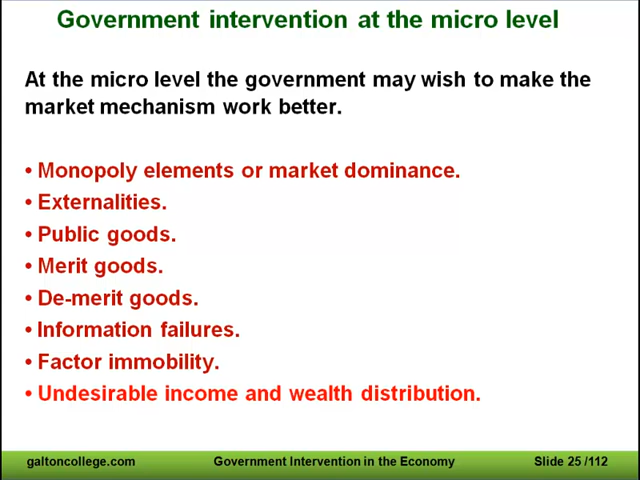 Government intervention at the micro level
At the micro level the government may wish to make the
market mechanism work better.
• Monopoly elements or market dominance.
• Externalities.
• Public goods.
• Merit goods.
• De-merit goods.
• Information failures.
• Factor immobility.
• Undesirable income and wealth distribution.
galtoncollege.com Government Intervention in the Economy Slide 25 /112